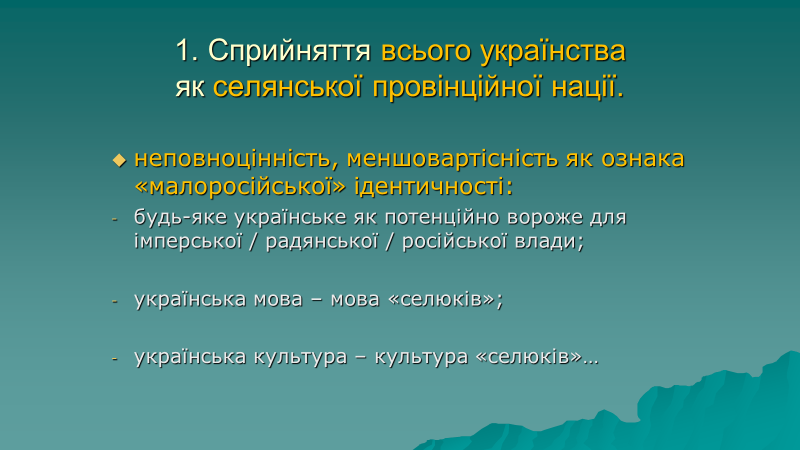 1. Сприйняття всього українства
як селянської провінційної нації.
◆ неповноцінність, меншовартісність як ознака
«малоросійської» ідентичності:
- будь-яке українське як потенційно вороже для
імперської / радянської / російської влади;
- українська мова – мова «селюків»;
- українська культура – культура «селюків»…